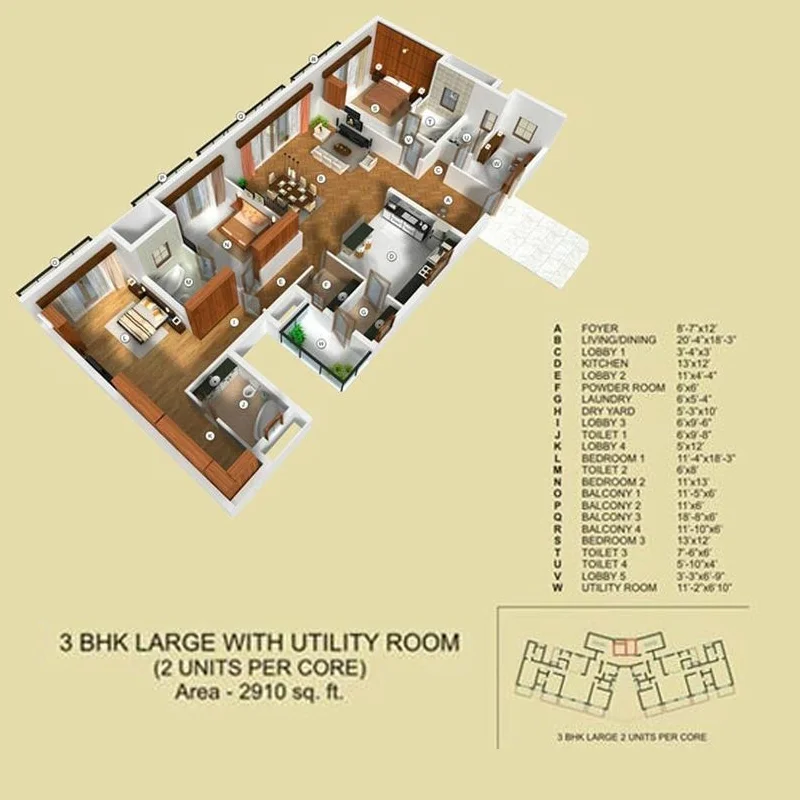 A FOYER 8'-7"x12'
B LIVING/DINING 20'-4"x18'-3"
C LOBBY 1 3'-4"x3'
D KITCHEN 13'x12'
E LOBBY 2 11'x4'-4"
F POWDER ROOM 6'x6'
G LAUNDRY 6'x5'-4"
H DRY YARD 5'-3"x10'
I LOBBY 3 6'x9'-6"
J TOILET 1 6'x9'-8"
K LOBBY 4 5'x12'
L BEDROOM 1 11'-4"x18'-3"
M TOILET 2 6'x8'
N BEDROOM 2 11'x13'
O BALCONY 1 11'-5"x6'
P BALCONY 2 11'x6'
Q BALCONY 3 18'-8"x6'
R BALCONY 4 11'-10"x6'
S BEDROOM 3 13'x12'
T TOILET 3 7'-6"x6'
U TOILET 4 5'-10"x4'
V LOBBY 5 3'-3"x6'-9"
W UTILITY ROOM 11'-2"x6'10"
3 BHK LARGE WITH UTILITY ROOM
(2 UNITS PER CORE)
Area - 2910 sq. ft.
3 BHK LARGE 2 UNITS PER CORE